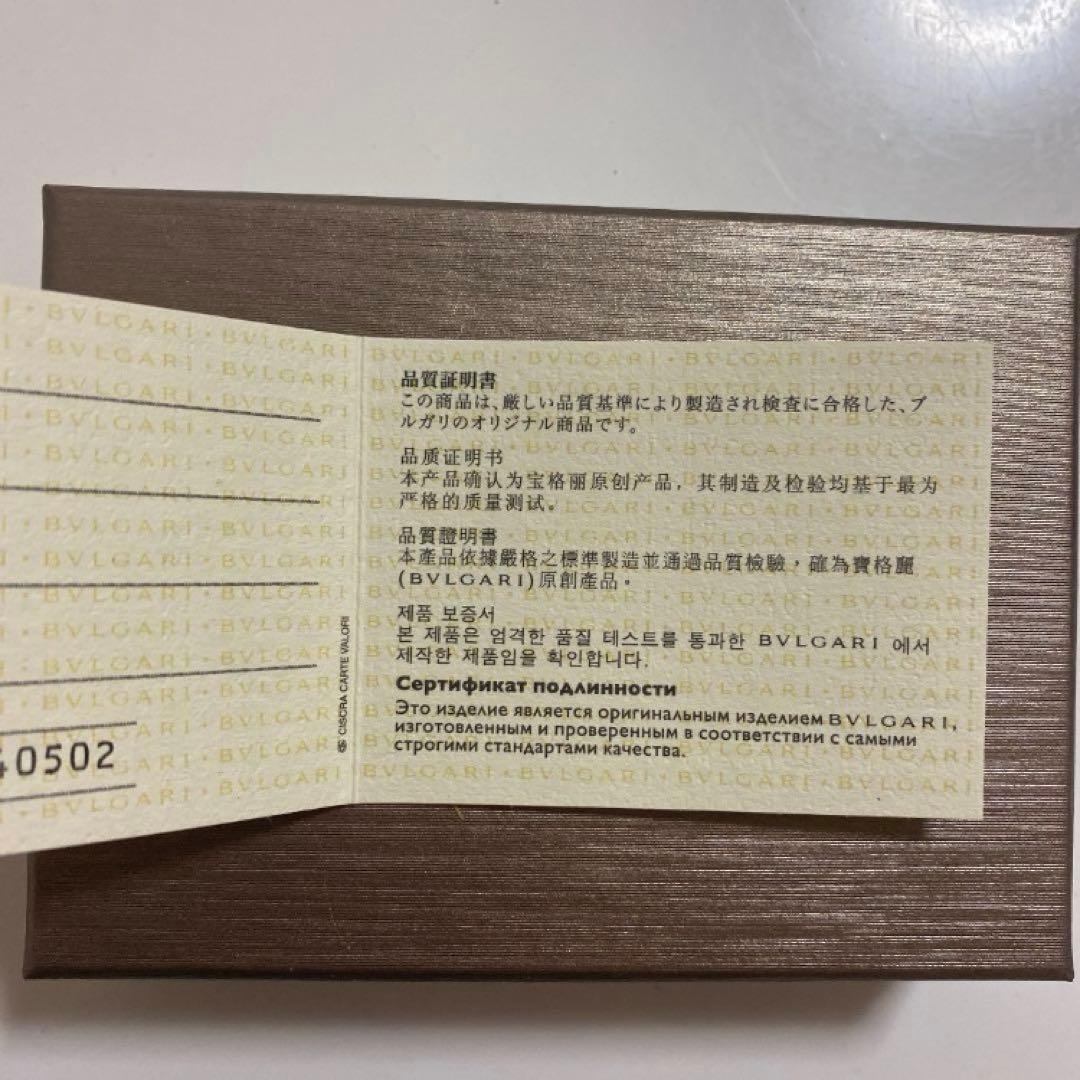 40502
CISCRA CARTE VALORI
品質証明書
この商品は、厳しい品質基準により製造され検査に合格した、ブ
ルガリのオリジナル商品です。
品质证明书
本产品确认为宝格丽原创产品，其制造及检验均基于最为
严格的质量测试。
品質證明書
本產品依據嚴格之標準製造並通過品質檢驗，確為寶格麗
(BVLGARI)原創產品。
제품 보증서
본 제품은 엄격한 품질 테스트를 통과한 BVLGARI 에서
제작한 제품임을 확인합니다.
Сертификат подлинности
Это изделие является оригинальным изделием BVLGARI,
изготовленным и проверенным в соответствии с самыми
строгими стандартами качества.